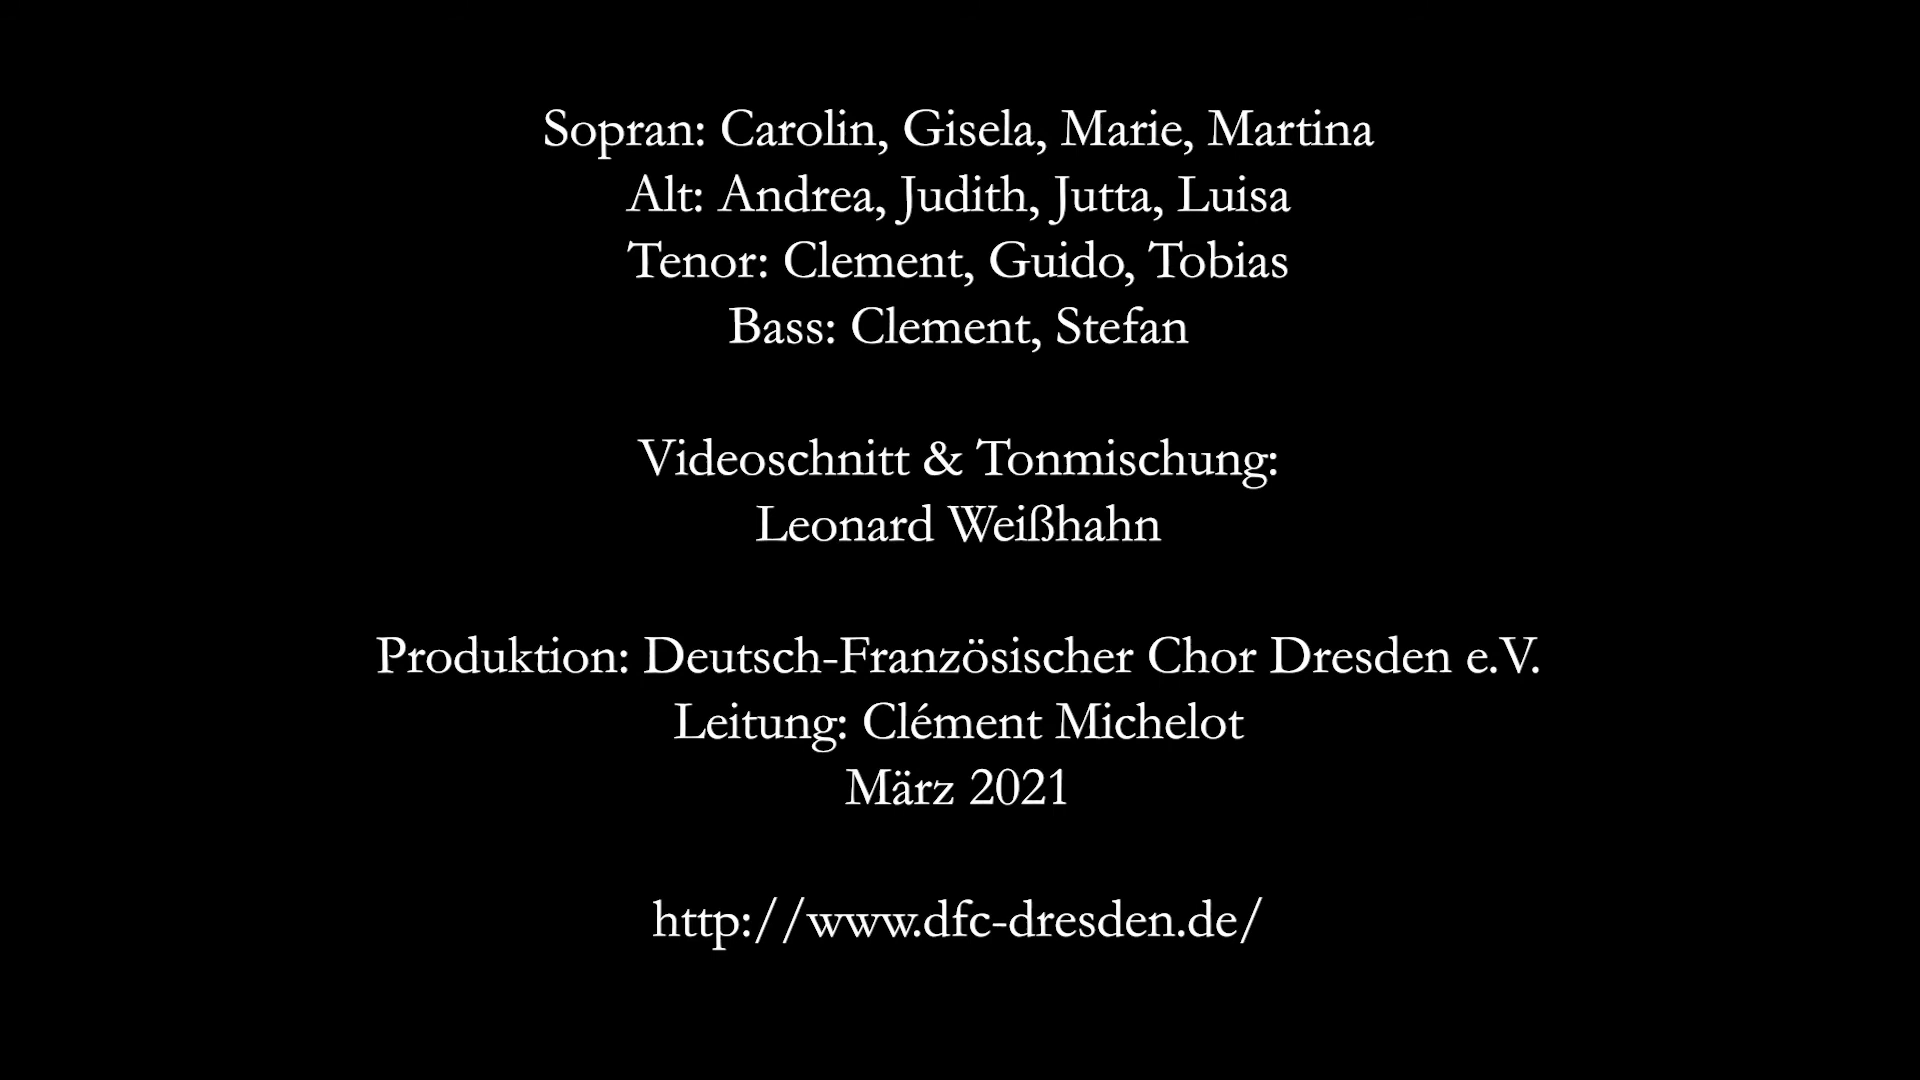 Sopran: Carolin, Gisela, Marie, Martina
Alt: Andrea, Judith, Jutta, Luisa
Tenor: Clement, Guido, Tobias
Bass: Clement, Stefan
Videoschnitt & Tonmischung:
Leonard Weißhahn
Produktion: Deutsch-Französischer Chor Dresden e.V.
Leitung: Clément Michelot
März 2021
http://www.dfc-dresden.de/